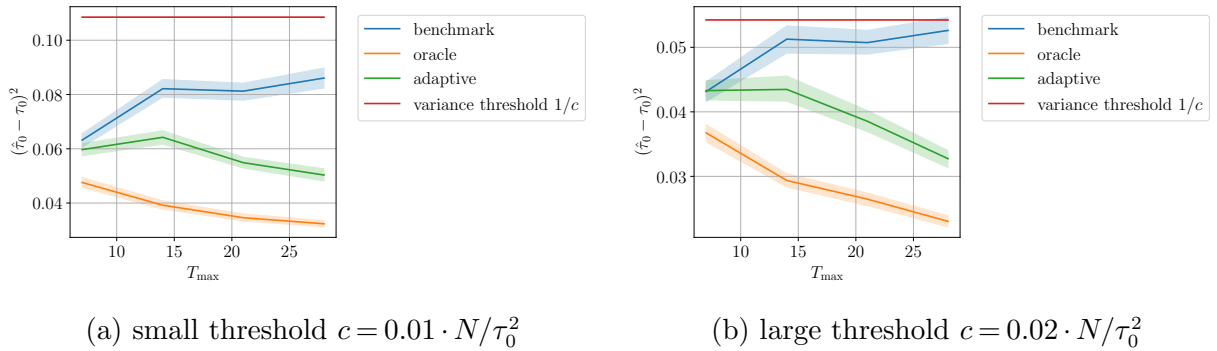 0.10
0.08
0.06
0.04
(τ̂₀ − τ₀)²
10 15 20 25
T_max
benchmark
oracle
adaptive
variance threshold 1/c
(a) small threshold c = 0.01 · N/τ₀²
0.05
0.04
0.03
(τ̂₀ − τ₀)²
10 15 20 25
T_max
benchmark
oracle
adaptive
variance threshold 1/c
(b) large threshold c = 0.02 · N/τ₀²